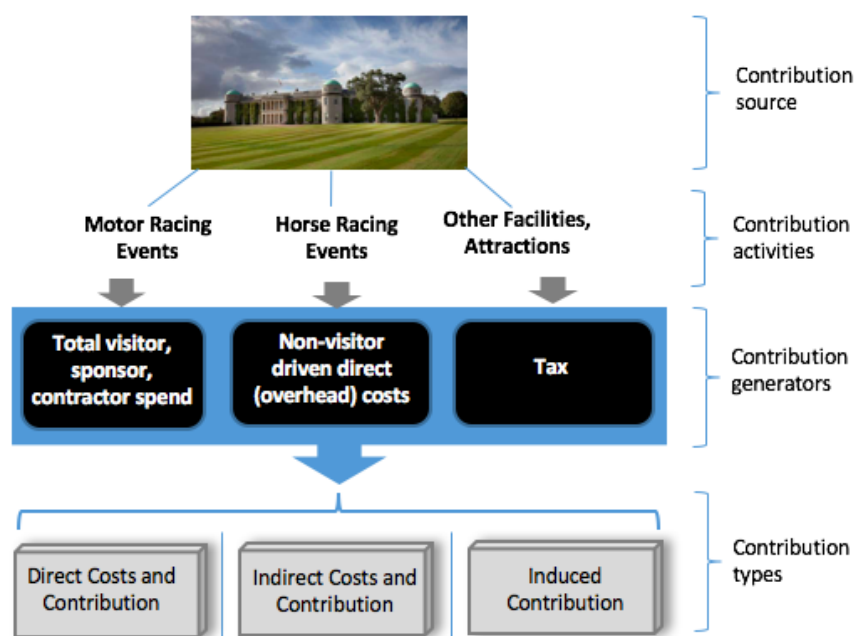 Contribution
source
Motor Racing
Events
Horse Racing
Events
Other Facilities,
Attractions
Contribution
activities
Total visitor,
sponsor,
contractor spend
Non-visitor
driven direct
(overhead) costs
Tax
Contribution
generators
Direct Costs and
Contribution
Indirect Costs and
Contribution
Induced
Contribution
Contribution
types